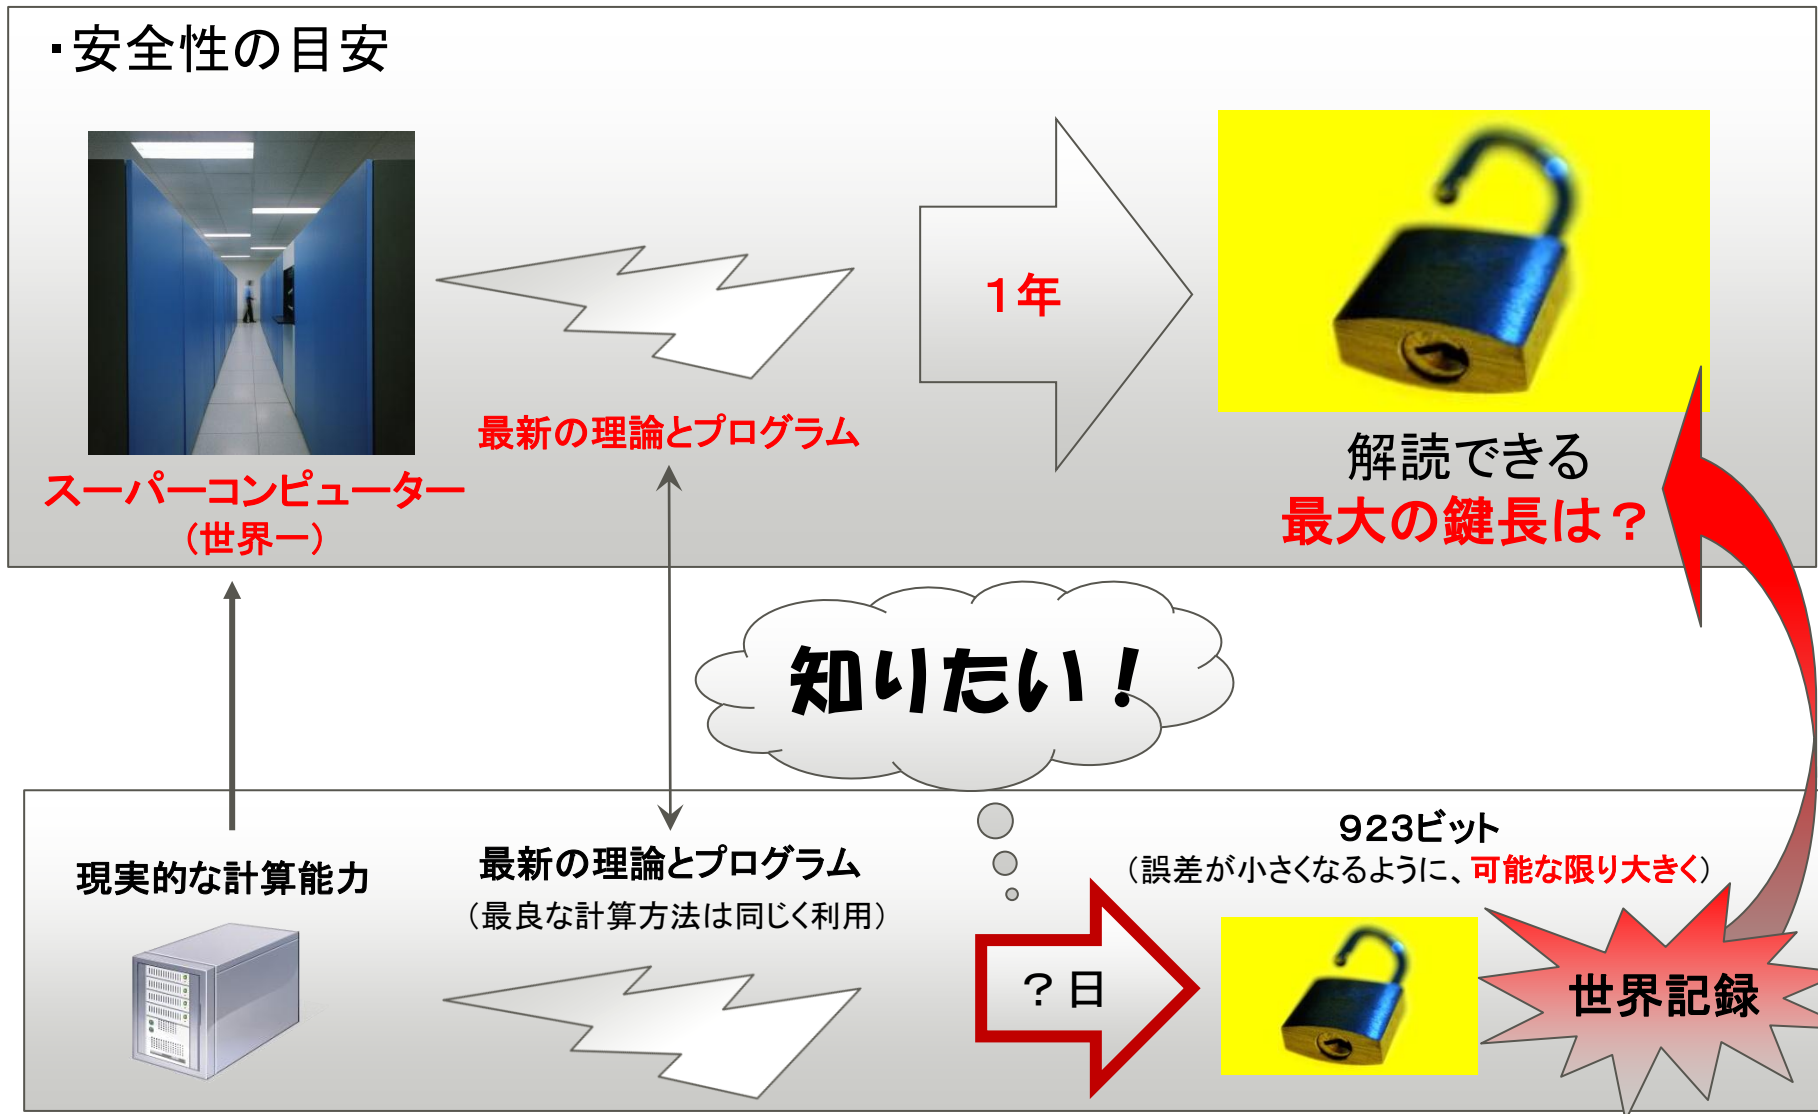 ・安全性の目安
1年
最新の理論とプログラム
スーパーコンピューター
(世界一)
解読できる
最大の鍵長は?
知りたい!
現実的な計算能力
最新の理論とプログラム
(最良な計算方法は同じく利用)
923ビット
(誤差が小さくなるように、可能な限り大きく)
?日
世界記録